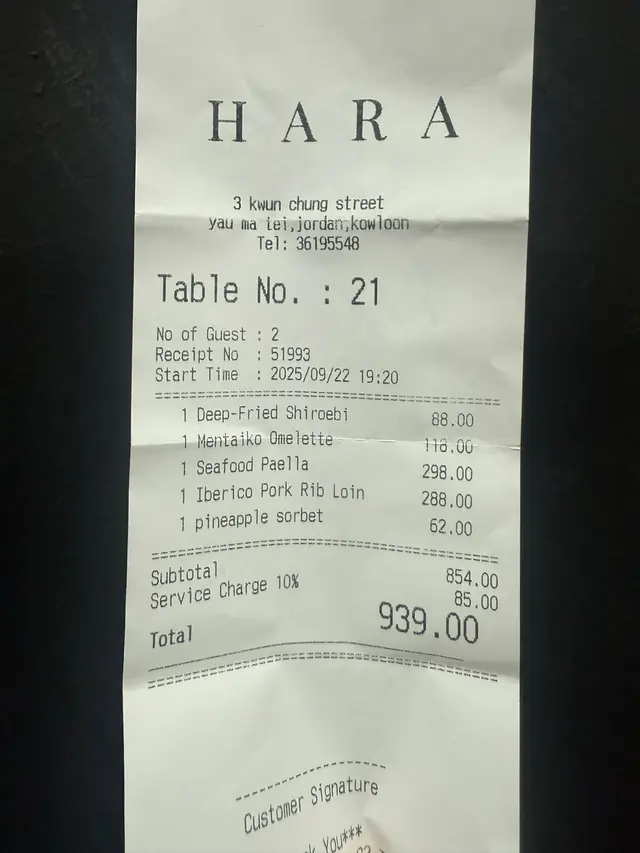 HARA
3 kwun chung street
yau ma tei,jordan,kowloon
Tel: 36195548
Table No. : 21
No of Guest : 2
Receipt No : 51993
Start Time : 2025/09/22 19:20
1 Deep-Fried Shiroebi 88.00
1 Mentaiko Omelette 118.00
1 Seafood Paella 298.00
1 Iberico Pork Rib Loin 288.00
1 pineapple sorbet 62.00
Subtotal 854.00
Service Charge 10% 85.00
Total 939.00
Customer Signature
You***